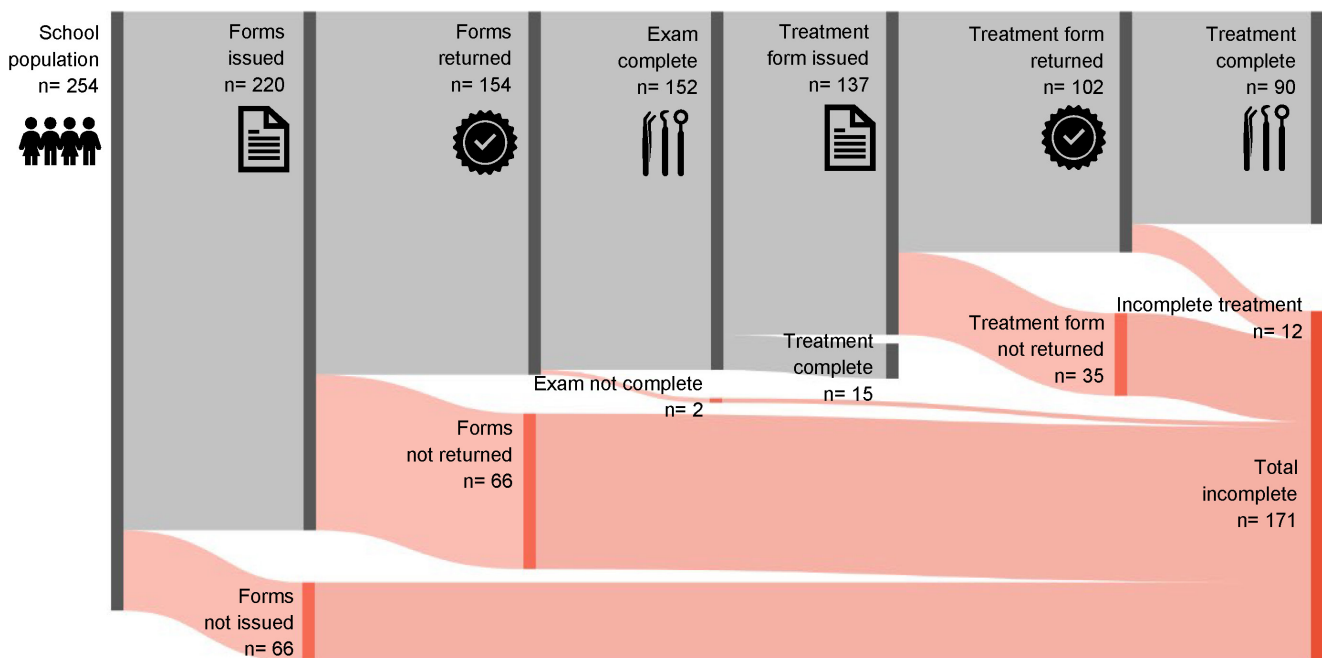 School
population
n= 254
Forms
issued
n= 220
Forms
returned
n= 154
Exam
complete
n= 152
Treatment
form issued
n= 137
Treatment form
returned
n= 102
Treatment
complete
n= 90
Incomplete treatment
n= 12
Treatment form
not returned
n= 35
Treatment
complete
n= 15
Exam not complete
n= 2
Forms
not returned
n= 66
Total
incomplete
n= 171
Forms
not issued
n= 66